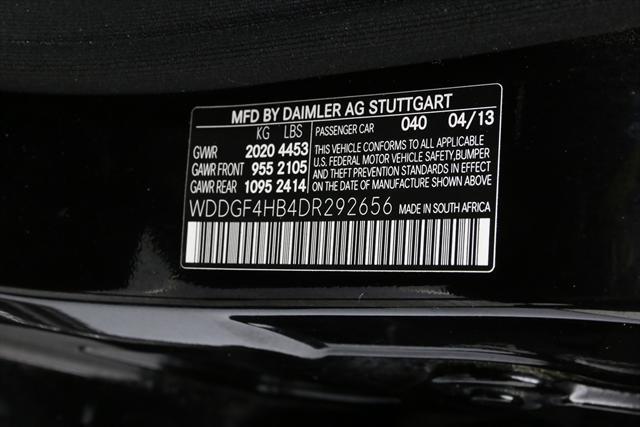 MFD BY DAIMLER AG STUTTGART
KG LBS PASSENGER CAR 040 04/13
GWR 2020 4453 THIS VEHICLE CONFORMS TO ALL APPLICABLE
GAWR FRONT 955 2105 U.S. FEDERAL MOTOR VEHICLE SAFETY, BUMPER
AND THEFT PREVENTION STANDARDS IN EFFECT
GAWR REAR 1095 2414 ON THE DATE OF MANUFACTURE SHOWN ABOVE.
WDDGF4HB4DR292656 MADE IN SOUTH AFRICA